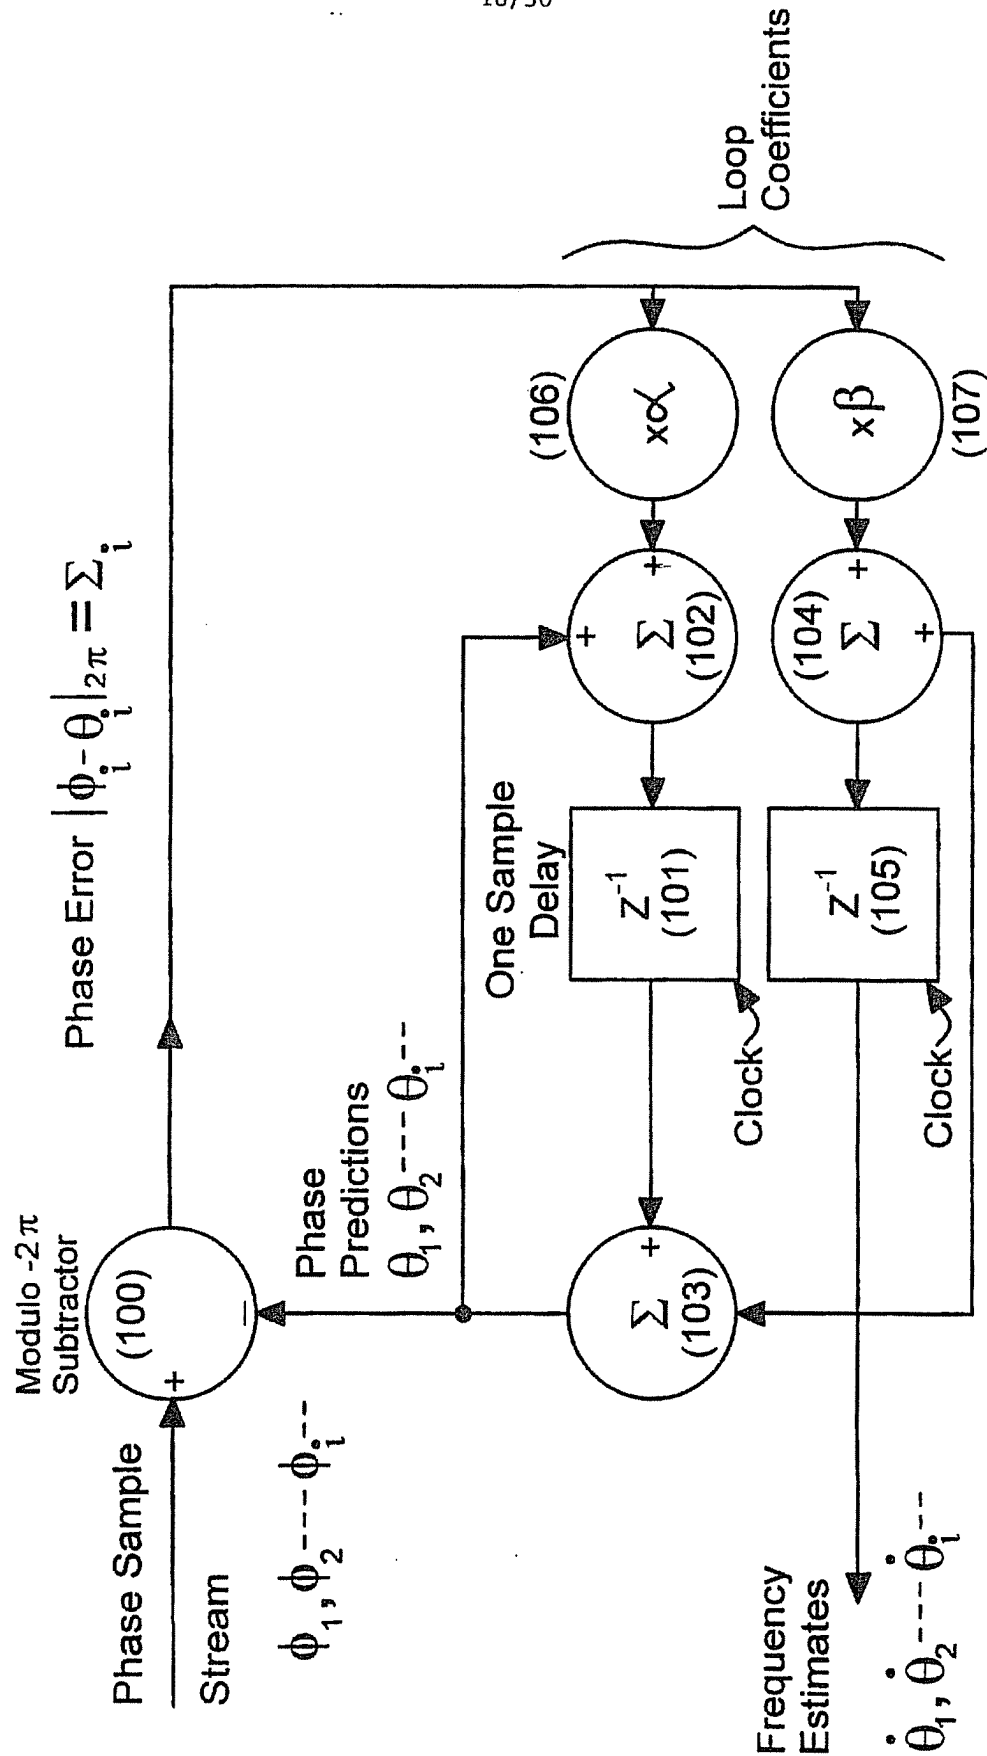 Phase Sample
Stream
ϕ₁, ϕ₂ ---- ϕᵢ --
Modulo -2π
Subtractor
(100)
+
−
Phase Error |ϕᵢ - θᵢ|₂π = Σᵢ
Phase
Predictions
θ₁, θ₂ ---- θᵢ --
Σ
(103)
+
One Sample
Delay
Z⁻¹
(101)
Clock
+
+
Σ
(102)
(106)
xα
Z⁻¹
(105)
Clock
(104)
Σ
+
+
xβ
(107)
Loop
Coefficients
Frequency
Estimates
θ̇₁, θ̇₂ ---- θ̇ᵢ --